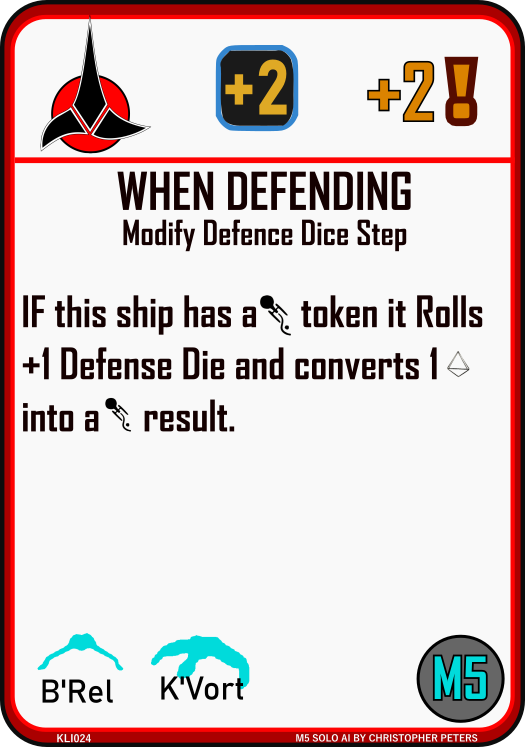 +2 +2!
WHEN DEFENDING
Modify Defence Dice Step
IF this ship has a token it Rolls
+1 Defense Die and converts 1
into a result.
B'Rel K'Vort M5
KLI024 M5 SOLO AI BY CHRISTOPHER PETERS